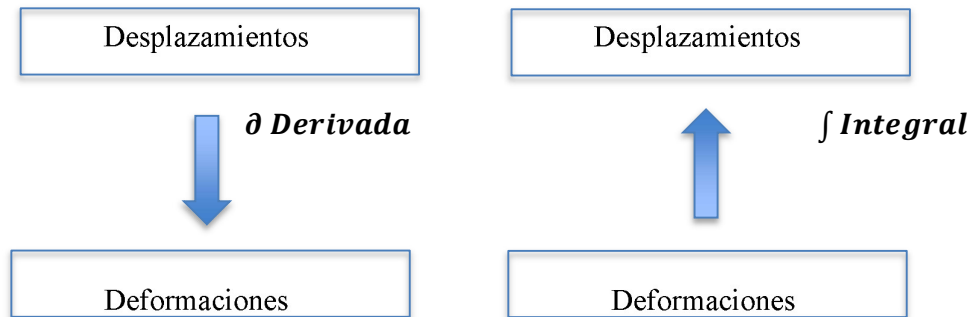 Desplazamientos
∂ Derivada
Deformaciones
Desplazamientos
∫ Integral
Deformaciones